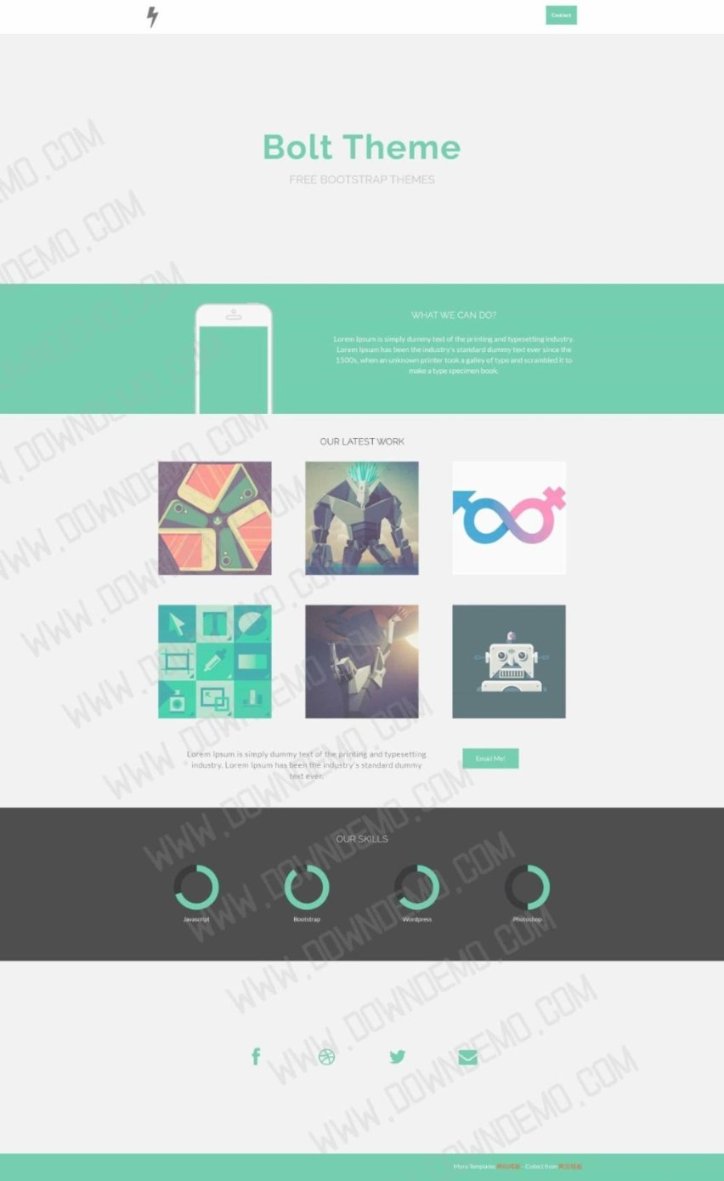 Contact
Bolt Theme
FREE BOOTSTRAP THEMES
WHAT WE CAN DO?
Lorem Ipsum is simply dummy text of the printing and typesetting industry.
Lorem Ipsum has been the industry's standard dummy text ever since the
1500s, when an unknown printer took a galley of type and scrambled it to
make a type specimen book.
OUR LATEST WORK
Lorem Ipsum is simply dummy text of the printing and typesetting
industry. Lorem Ipsum has been the industry's standard dummy
text ever.
Email Me!
OUR SKILLS
Javascript
Bootstrap
Wordpress
Photoshop
More Templates - Collect from
WWW.DOWNDEMO.COM